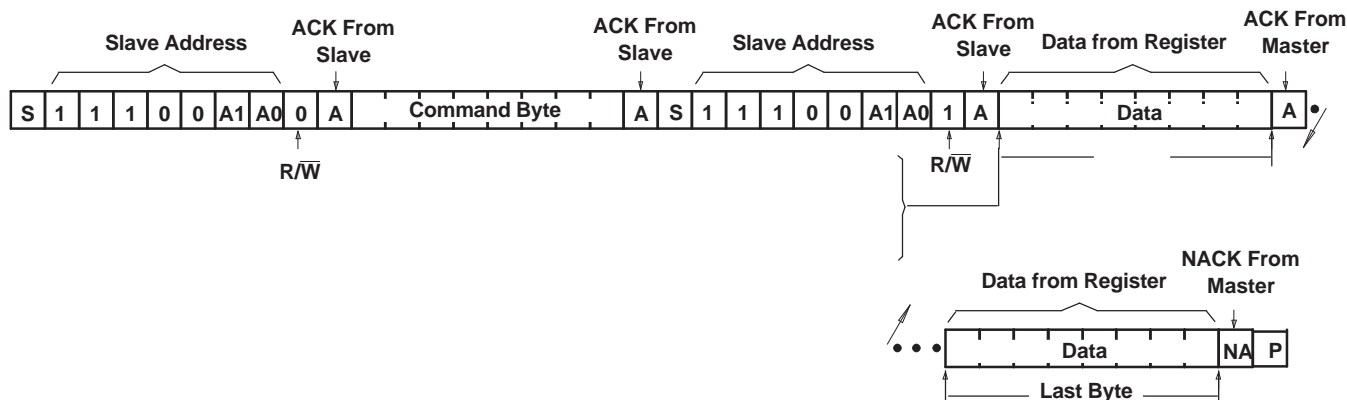 Slave Address
ACK From
Slave
ACK From
Slave
Slave Address
ACK From
Slave
Data from Register
ACK From
Master
S 1 1 1 0 0 A1 A0 0 A Command Byte A S 1 1 1 0 0 A1 A0 1 A Data A
R/W̅
R/W̅
Data from Register
NACK From
Master
Data NA P
Last Byte